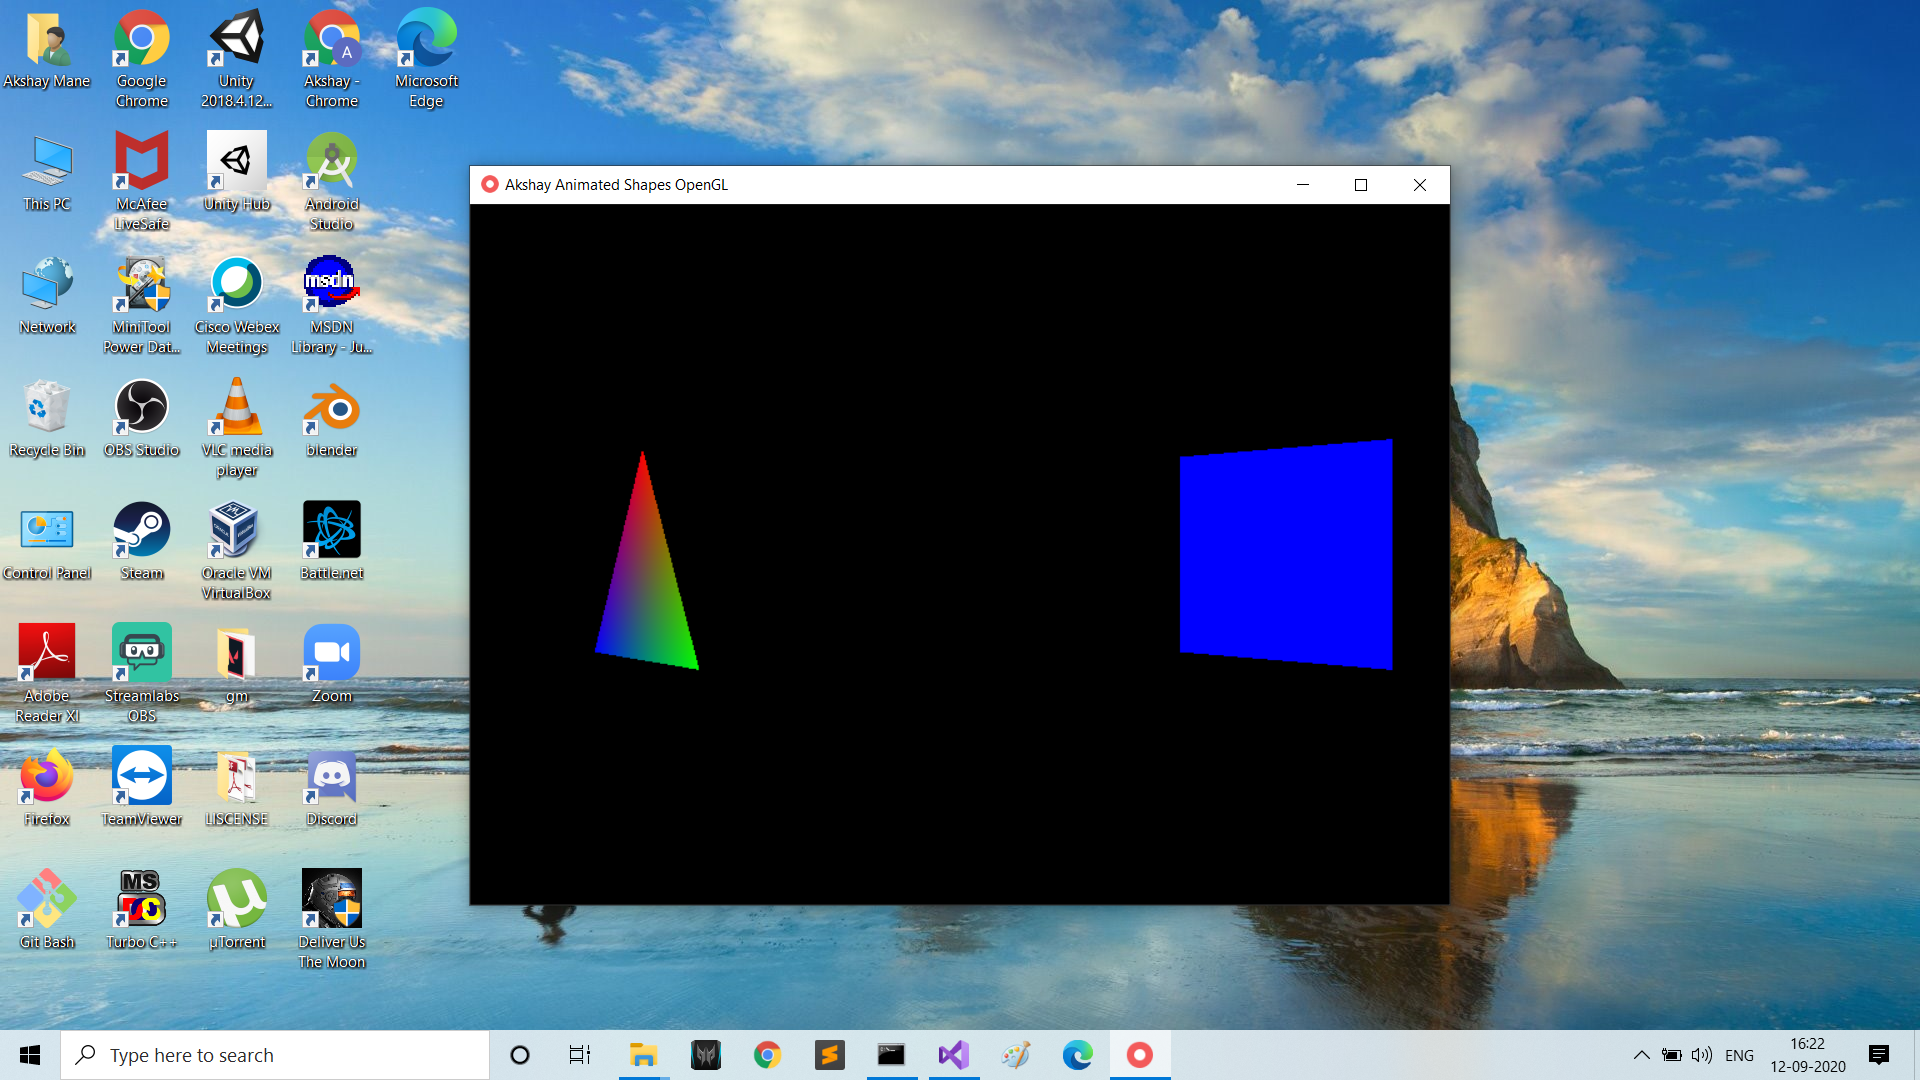 Akshay Mane
Google
Chrome
Unity
2018.4.12...
A
Akshay -
Chrome
Microsoft
Edge
This PC
McAfee
LiveSafe
Unity Hub
Android
Studio
Network
MiniTool
Power Dat...
Cisco Webex
Meetings
msdn
MSDN
Library - Ju...
Recycle Bin
OBS Studio
VLC media
player
blender
Control Panel
Steam
Oracle VM
VirtualBox
Battle.net
Adobe
Reader XI
Streamlabs
OBS
gm
Zoom
Firefox
TeamViewer
LISCENSE
Discord
Git Bash
MS
Turbo C++
µTorrent
Deliver Us
The Moon
Akshay Animated Shapes OpenGL
Type here to search
ENG
16:22
12-09-2020